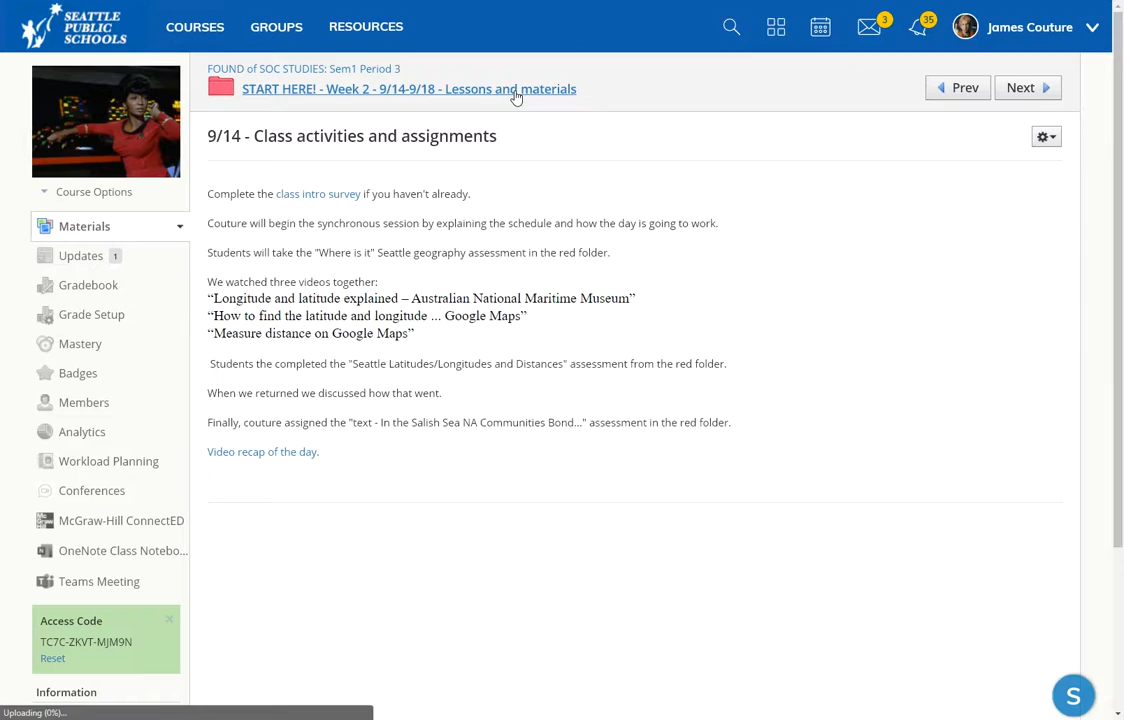 SEATTLE
PUBLIC
SCHOOLS
COURSES
GROUPS
RESOURCES
3
35
James Couture
FOUND of SOC STUDIES: Sem1 Period 3
START HERE! - Week 2 - 9/14-9/18 - Lessons and materials
Prev
Next
9/14 - Class activities and assignments
Course Options
Materials
Updates 1
Gradebook
Grade Setup
Mastery
Badges
Members
Analytics
Workload Planning
Conferences
McGraw-Hill ConnectED
OneNote Class Notebo...
Teams Meeting
Access Code
TC7C-ZKVT-MJM9N
Reset
Information
Complete the class intro survey if you haven't already.
Couture will begin the synchronous session by explaining the schedule and how the day is going to work.
Students will take the "Where is it" Seattle geography assessment in the red folder.
We watched three videos together:
“Longitude and latitude explained – Australian National Maritime Museum”
“How to find the latitude and longitude ... Google Maps”
“Measure distance on Google Maps”
Students the completed the "Seattle Latitudes/Longitudes and Distances" assessment from the red folder.
When we returned we discussed how that went.
Finally, couture assigned the "text - In the Salish Sea NA Communities Bond..." assessment in the red folder.
Video recap of the day.
S
Uploading (0%)...